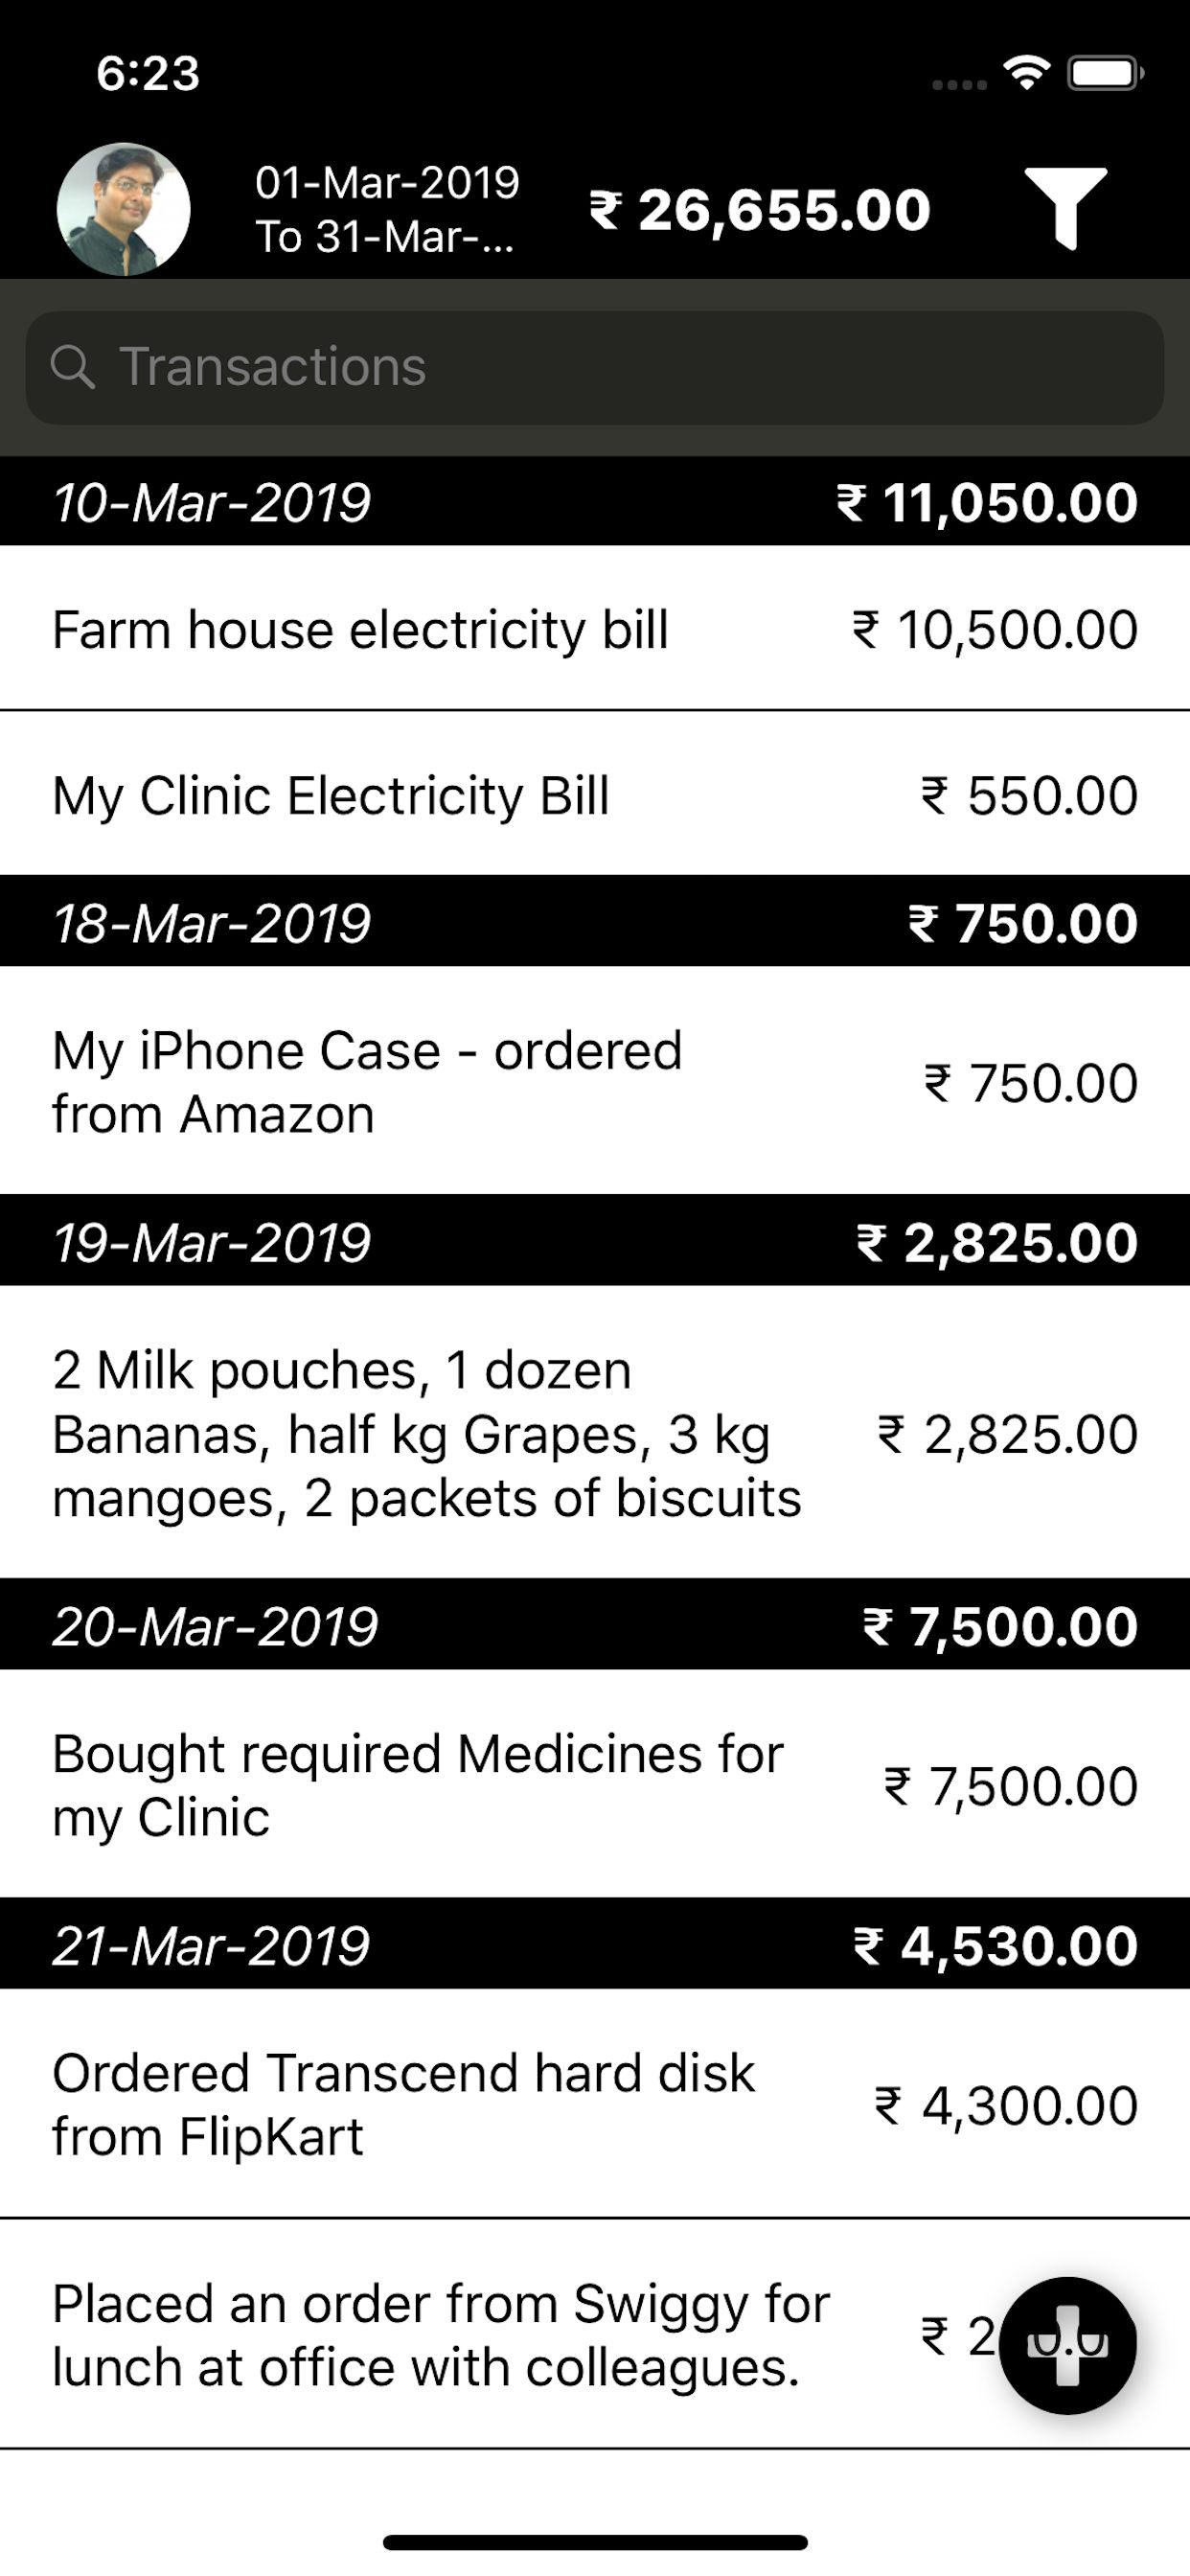 6:23
01-Mar-2019
To 31-Mar-...
₹ 26,655.00
Transactions
10-Mar-2019 ₹ 11,050.00
Farm house electricity bill ₹ 10,500.00
My Clinic Electricity Bill ₹ 550.00
18-Mar-2019 ₹ 750.00
My iPhone Case - ordered
from Amazon
₹ 750.00
19-Mar-2019 ₹ 2,825.00
2 Milk pouches, 1 dozen
Bananas, half kg Grapes, 3 kg
mangoes, 2 packets of biscuits
₹ 2,825.00
20-Mar-2019 ₹ 7,500.00
Bought required Medicines for
my Clinic
₹ 7,500.00
21-Mar-2019 ₹ 4,530.00
Ordered Transcend hard disk
from FlipKart
₹ 4,300.00
Placed an order from Swiggy for
lunch at office with colleagues.
₹